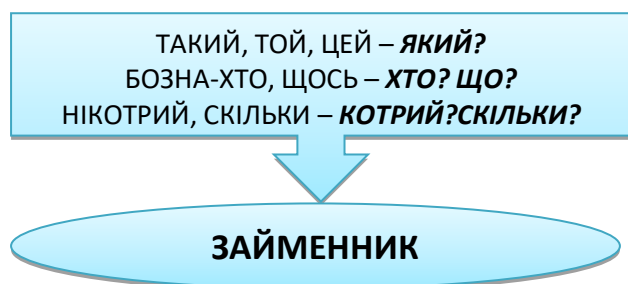 ТАКИЙ, ТОЙ, ЦЕЙ – ЯКИЙ?
БОЗНА-ХТО, ЩОСЬ – ХТО? ЩО?
НІКОТРИЙ, СКІЛЬКИ – КОТРИЙ?СКІЛЬКИ?
ЗАЙМЕННИК